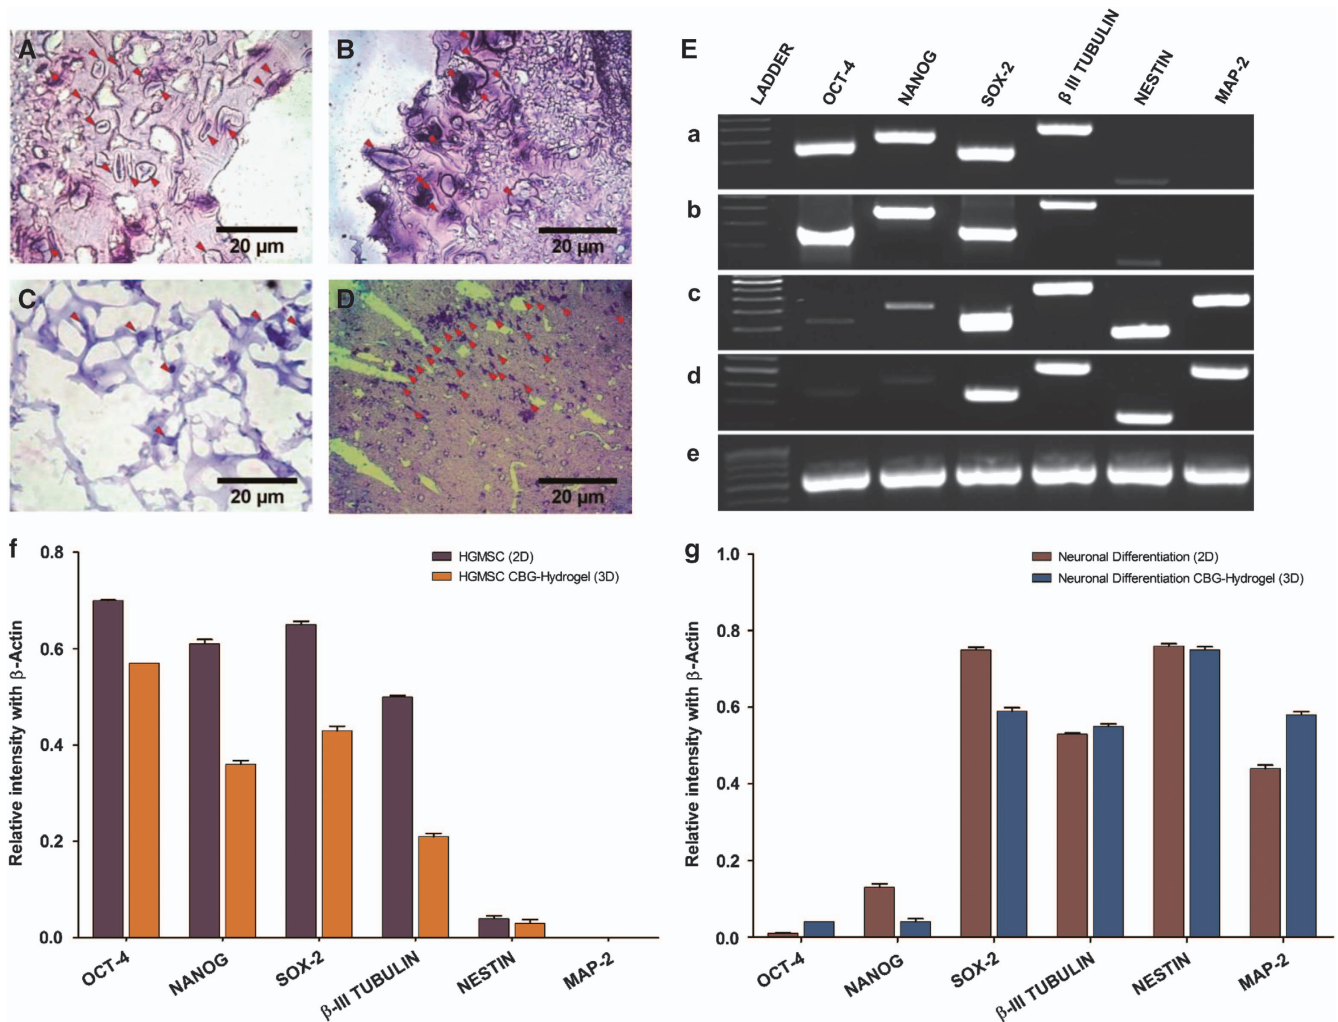 A
20 µm
B
20 µm
C
20 µm
D
20 µm
E
LADDER
OCT-4
NANOG
SOX-2
β III TUBULIN
NESTIN
MAP-2
a
b
c
d
e
f
HGMSC (2D)
HGMSC CBG-Hydrogel (3D)
Relative intensity with β-Actin
0.8
0.6
0.4
0.2
0.0
OCT-4
NANOG
SOX-2
β-III TUBULIN
NESTIN
MAP-2
g
Neuronal Differentiation (2D)
Neuronal Differentiation CBG-Hydrogel (3D)
Relative intensity with β-Actin
1.0
0.8
0.6
0.4
0.2
0.0
OCT-4
NANOG
SOX-2
β-III TUBULIN
NESTIN
MAP-2